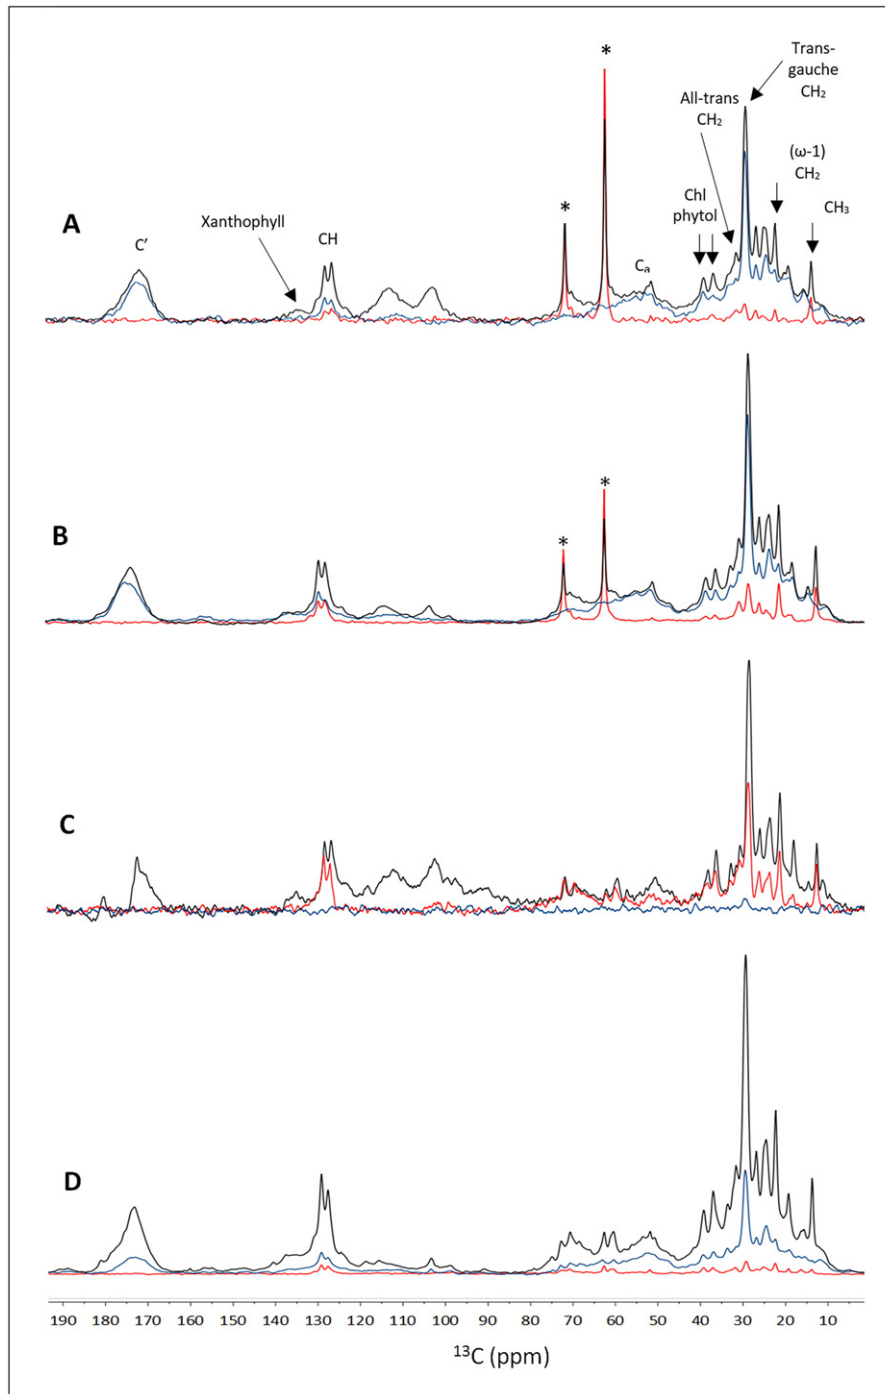 Trans-
gauche
CH₂
*
All-trans
CH₂
(ω-1)
CH₂
*
Chl
phytol
CH₃
Xanthophyll
A
C'
CH
Cₐ
*
*
B
C
D
190 180 170 160 150 140 130 120 110 100 90 80 70 60 50 40 30 20 10
¹³C (ppm)